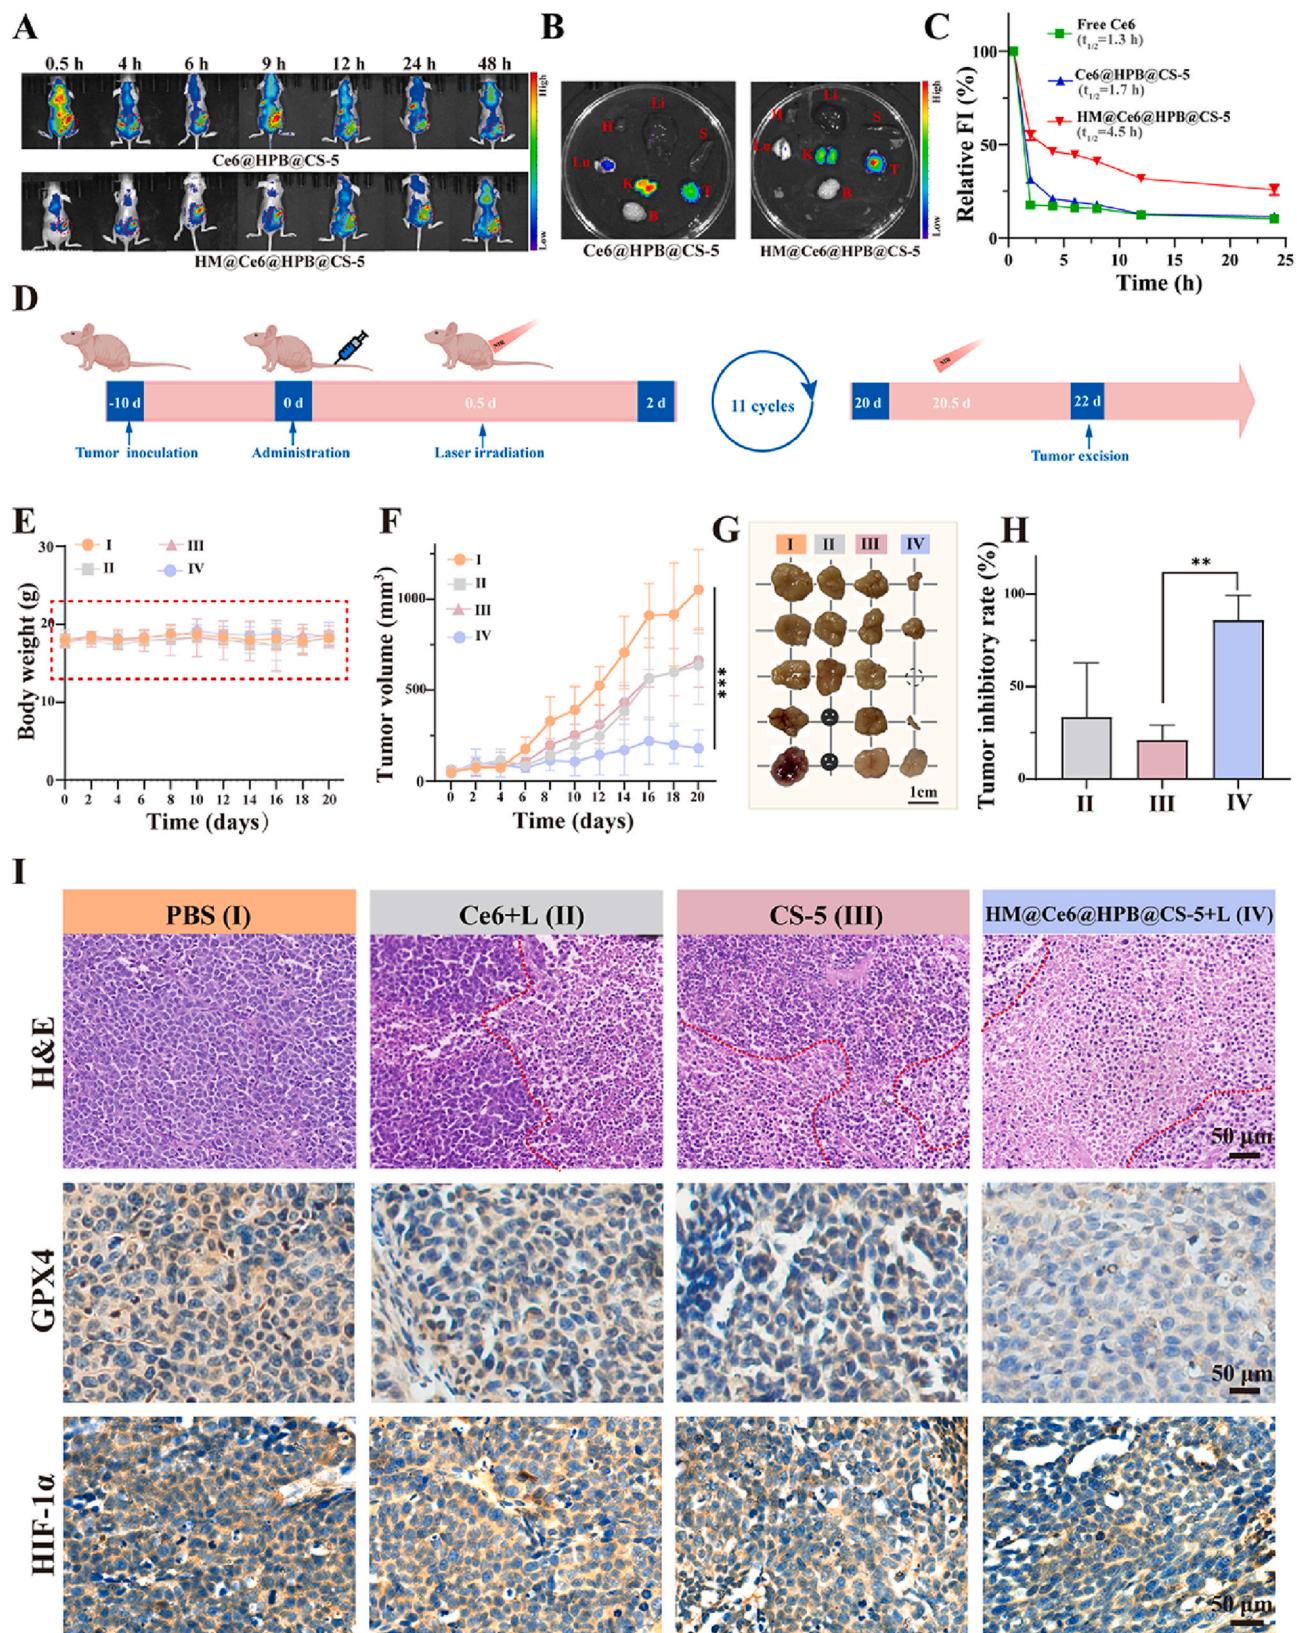 A
0.5 h 4 h 6 h 9 h 12 h 24 h 48 h
High
Ce6@HPB@CS-5
Low
HM@Ce6@HPB@CS-5
B
High
Li
H
S
Lu
K
T
B
Ce6@HPB@CS-5
Li
H
S
Lu
K
T
B
Low
HM@Ce6@HPB@CS-5
C
Relative FI (%)
100
50
0
0 5 10 15 20 25
Time (h)
Free Ce6
(t1/2=1.3 h)
Ce6@HPB@CS-5
(t1/2=1.7 h)
HM@Ce6@HPB@CS-5
(t1/2=4.5 h)
D
NIR
NIR
-10 d 0 d 0.5 d 2 d
11 cycles
20 d 20.5 d 22 d
Tumor inoculation Administration Laser irradiation Tumor excision
E
Body weight (g)
30
20
10
0
I III
II IV
0 2 4 6 8 10 12 14 16 18 20
Time (days)
F
Tumor volume (mm³)
1000
500
0
I
II
III
IV
***
0 2 4 6 8 10 12 14 16 18 20
Time (days)
G
I II III IV
1cm
H
Tumor inhibitory rate (%)
100
50
0
**
II III IV
I
PBS (I) Ce6+L (II) CS-5 (III) HM@Ce6@HPB@CS-5+L (IV)
H&E
50 μm
GPX4
50 μm
HIF-1α
50 μm